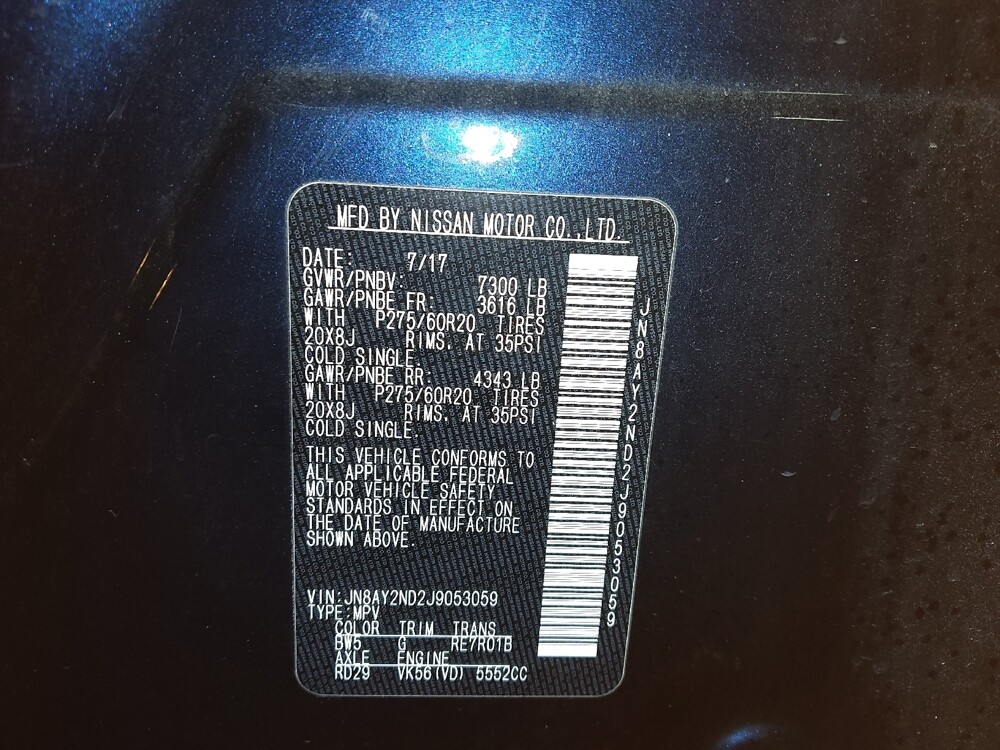 MFD BY NISSAN MOTOR CO.,LTD.
DATE: 7/17
GVWR/PNBV: 7300 LB
GAWR/PNBE FR: 3616 LB
WITH P275/60R20 TIRES
20X8J RIMS, AT 35PSI
COLD SINGLE.
GAWR/PNBE RR: 4343 LB
WITH P275/60R20 TIRES
20X8J RIMS, AT 35PSI
COLD SINGLE.
THIS VEHICLE CONFORMS TO
ALL APPLICABLE FEDERAL
MOTOR VEHICLE SAFETY
STANDARDS IN EFFECT ON
THE DATE OF MANUFACTURE
SHOWN ABOVE.
VIN:JN8AY2ND2J9053059
TYPE:MPV
COLOR TRIM TRANS
BW5 G RE7R01B
AXLE ENGINE
RD29 VK56(VD) 5552CC
JN8AY2ND2J9053059